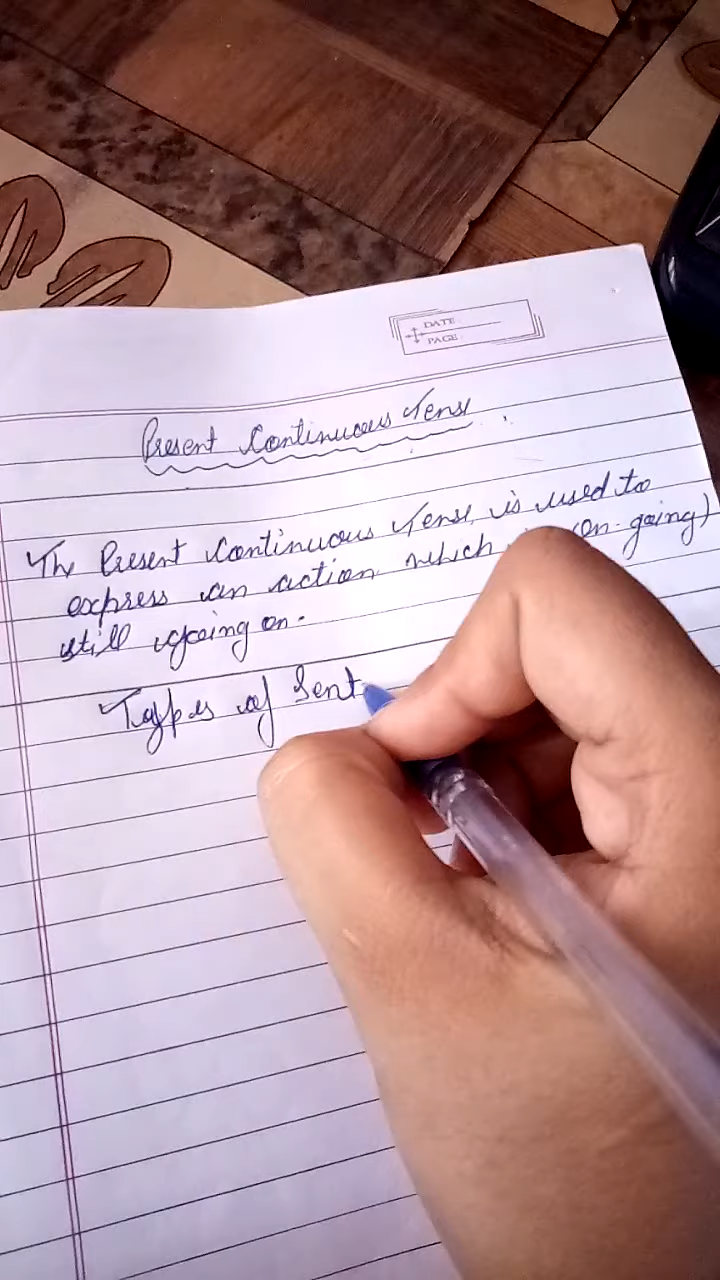 DATE
PAGE
Present Continuous Tense
The Present Continuous Tense is used to
express an action which (on-going)
still going on.
Types of Sent